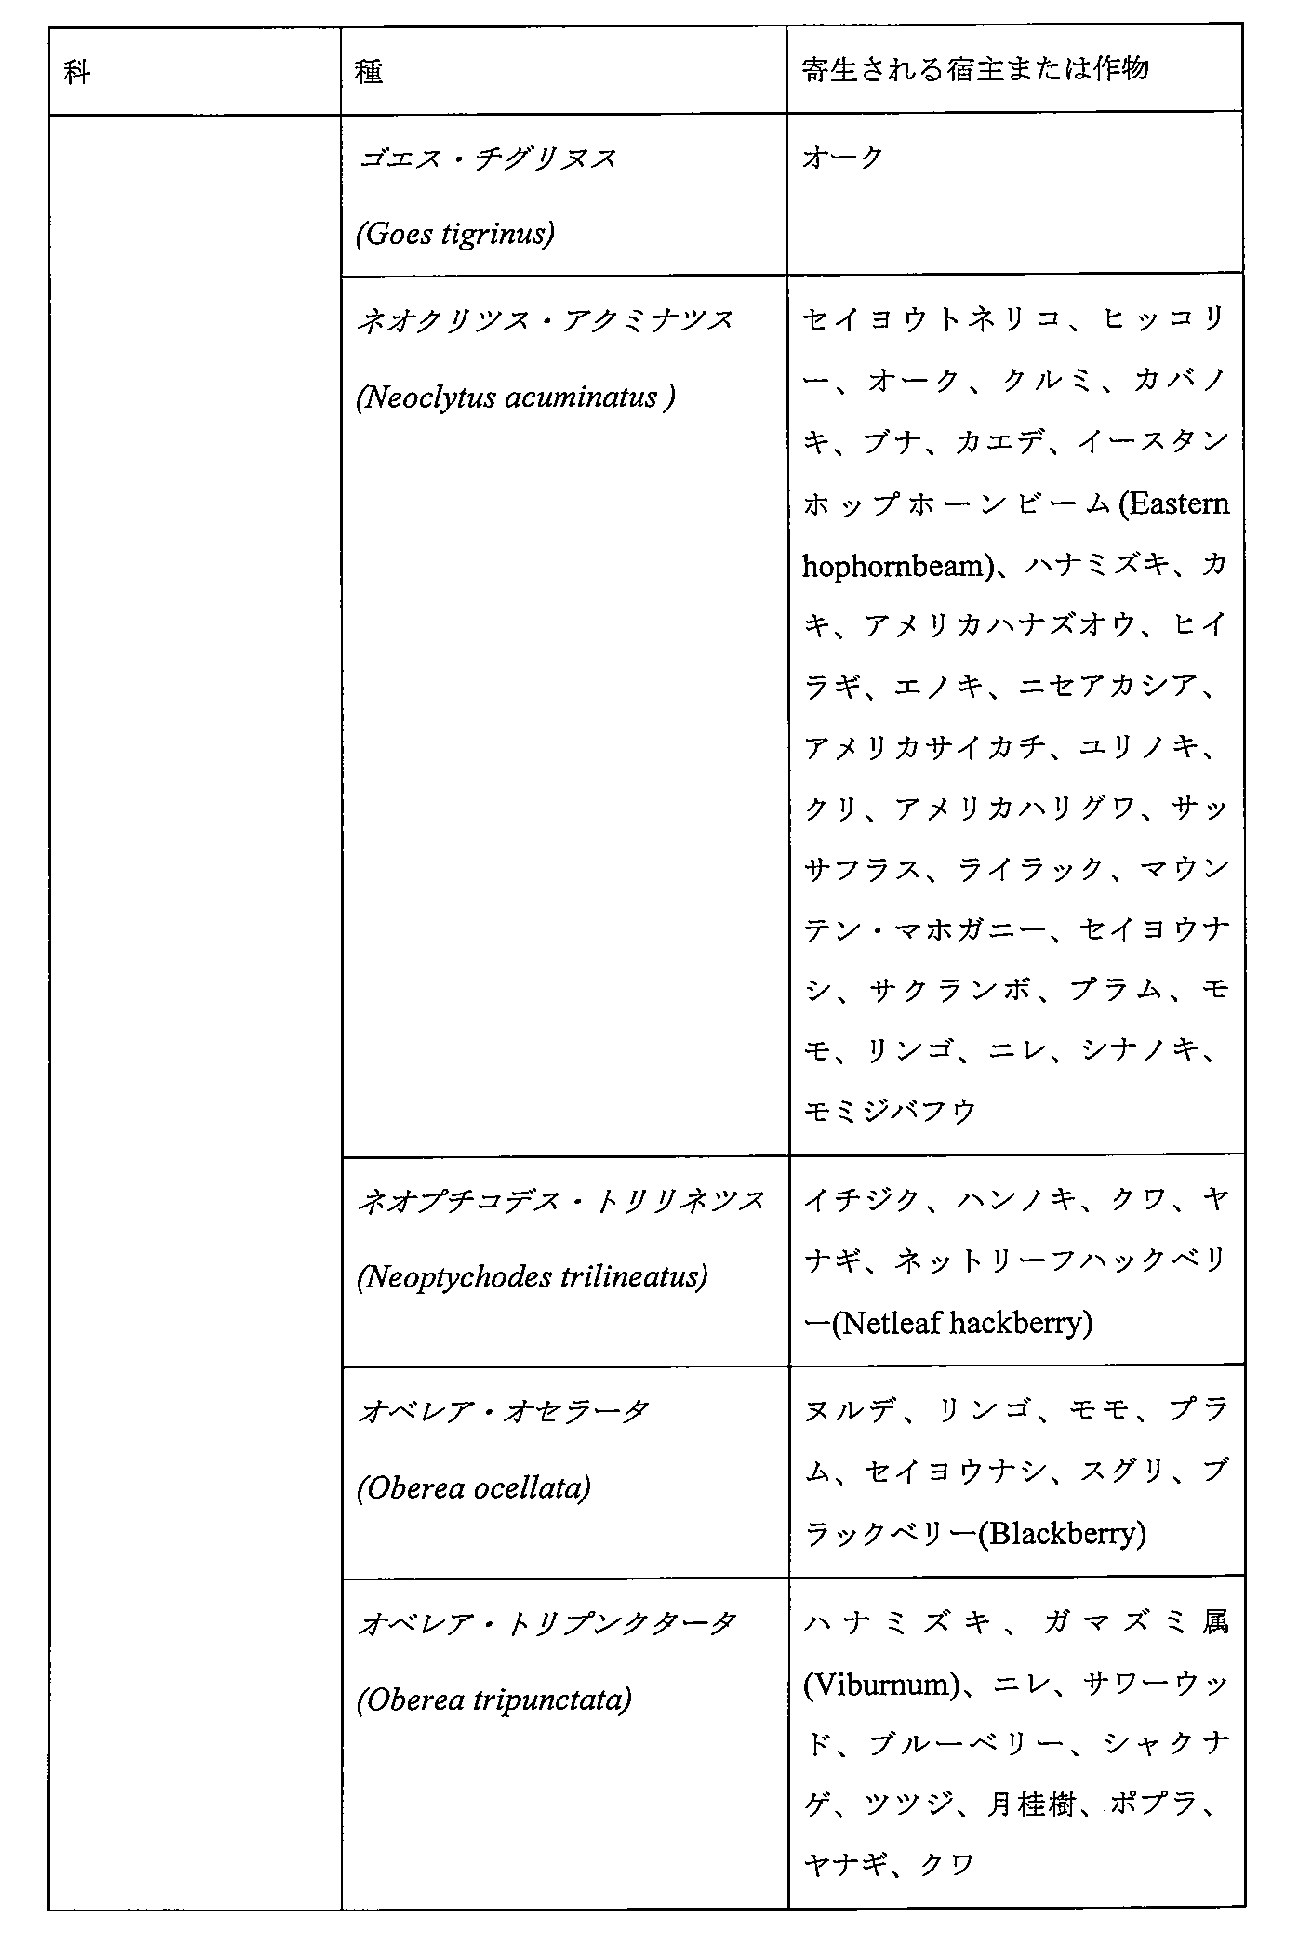 科
種
寄生される宿主または作物
ゴエス・チグリヌス
(Goes tigrinus)
オーク
ネオクリツス・アクミナツス
(Neoclytus acuminatus )
セイヨウトネリコ、ヒッコリ
ー、オーク、クルミ、カバノ
キ、ブナ、カエデ、イースタン
ホップホーンビーム(Eastern
hophornbeam)、ハナミズキ、カ
キ、アメリカハナズオウ、ヒイ
ラギ、エノキ、ニセアカシア、
アメリカサイカチ、ユリノキ、
クリ、アメリカハリグワ、サッ
サフラス、ライラック、マウン
テン・マホガニー、セイヨウナ
シ、サクランボ、プラム、モ
モ、リンゴ、ニレ、シナノキ、
モミジバフウ
ネオプチコデス・トリリネツス
(Neoptychodes trilineatus)
イチジク、ハンノキ、クワ、ヤ
ナギ、ネットリーフハックベリ
ー(Netleaf hackberry)
オベレア・オセラータ
(Oberea ocellata)
ヌルデ、リンゴ、モモ、プラ
ム、セイヨウナシ、スグリ、ブ
ラックベリー(Blackberry)
オベレア・トリプンクタータ
(Oberea tripunctata)
ハナミズキ、ガマズミ属
(Viburnum)、ニレ、サワーウッ
ド、ブルーベリー、シャクナ
ゲ、ツツジ、月桂樹、ポプラ、
ヤナギ、クワ